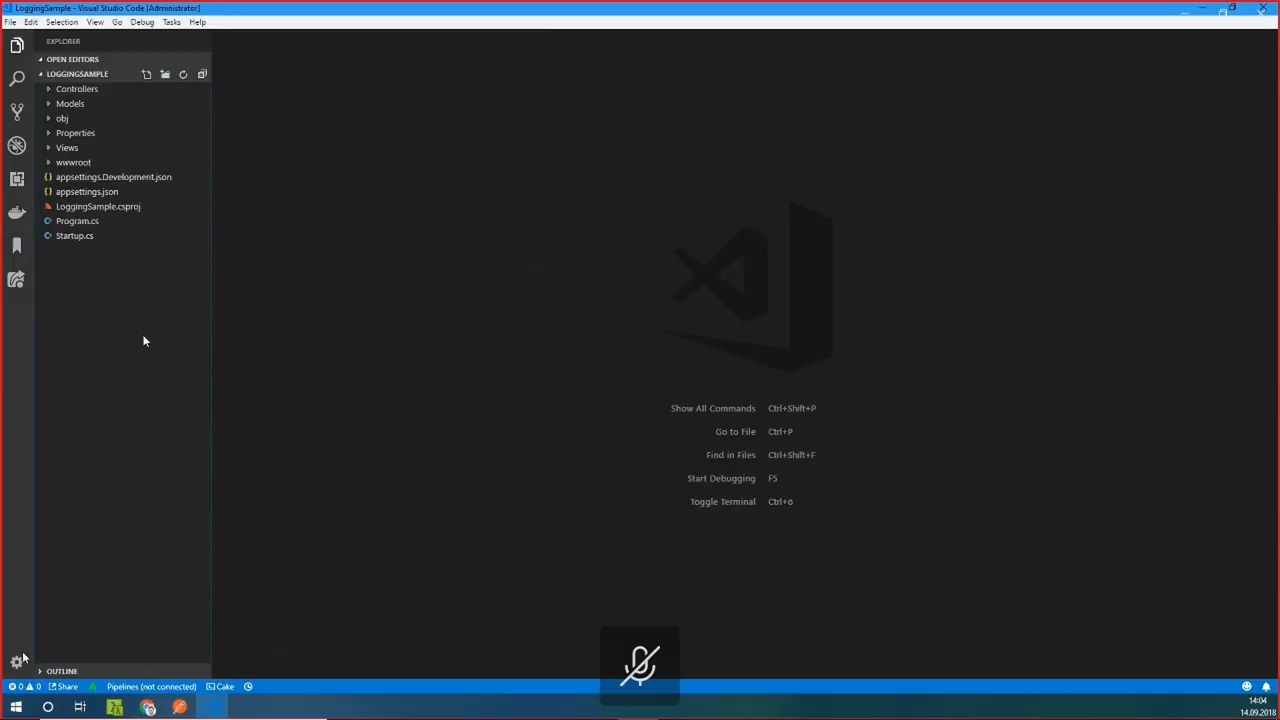 LoggingSample - Visual Studio Code [Administrator]
File Edit Selection View Go Debug Tasks Help
EXPLORER
OPEN EDITORS
LOGGINGSAMPLE
Controllers
Models
obj
Properties
Views
wwwroot
{} appsettings.Development.json
{} appsettings.json
LoggingSample.csproj
Program.cs
Startup.cs
Show All Commands Ctrl+Shift+P
Go to File Ctrl+P
Find in Files Ctrl+Shift+F
Start Debugging F5
Toggle Terminal Ctrl+ö
OUTLINE
0 0 Share Pipelines (not connected) Cake
14:04
14.09.2018